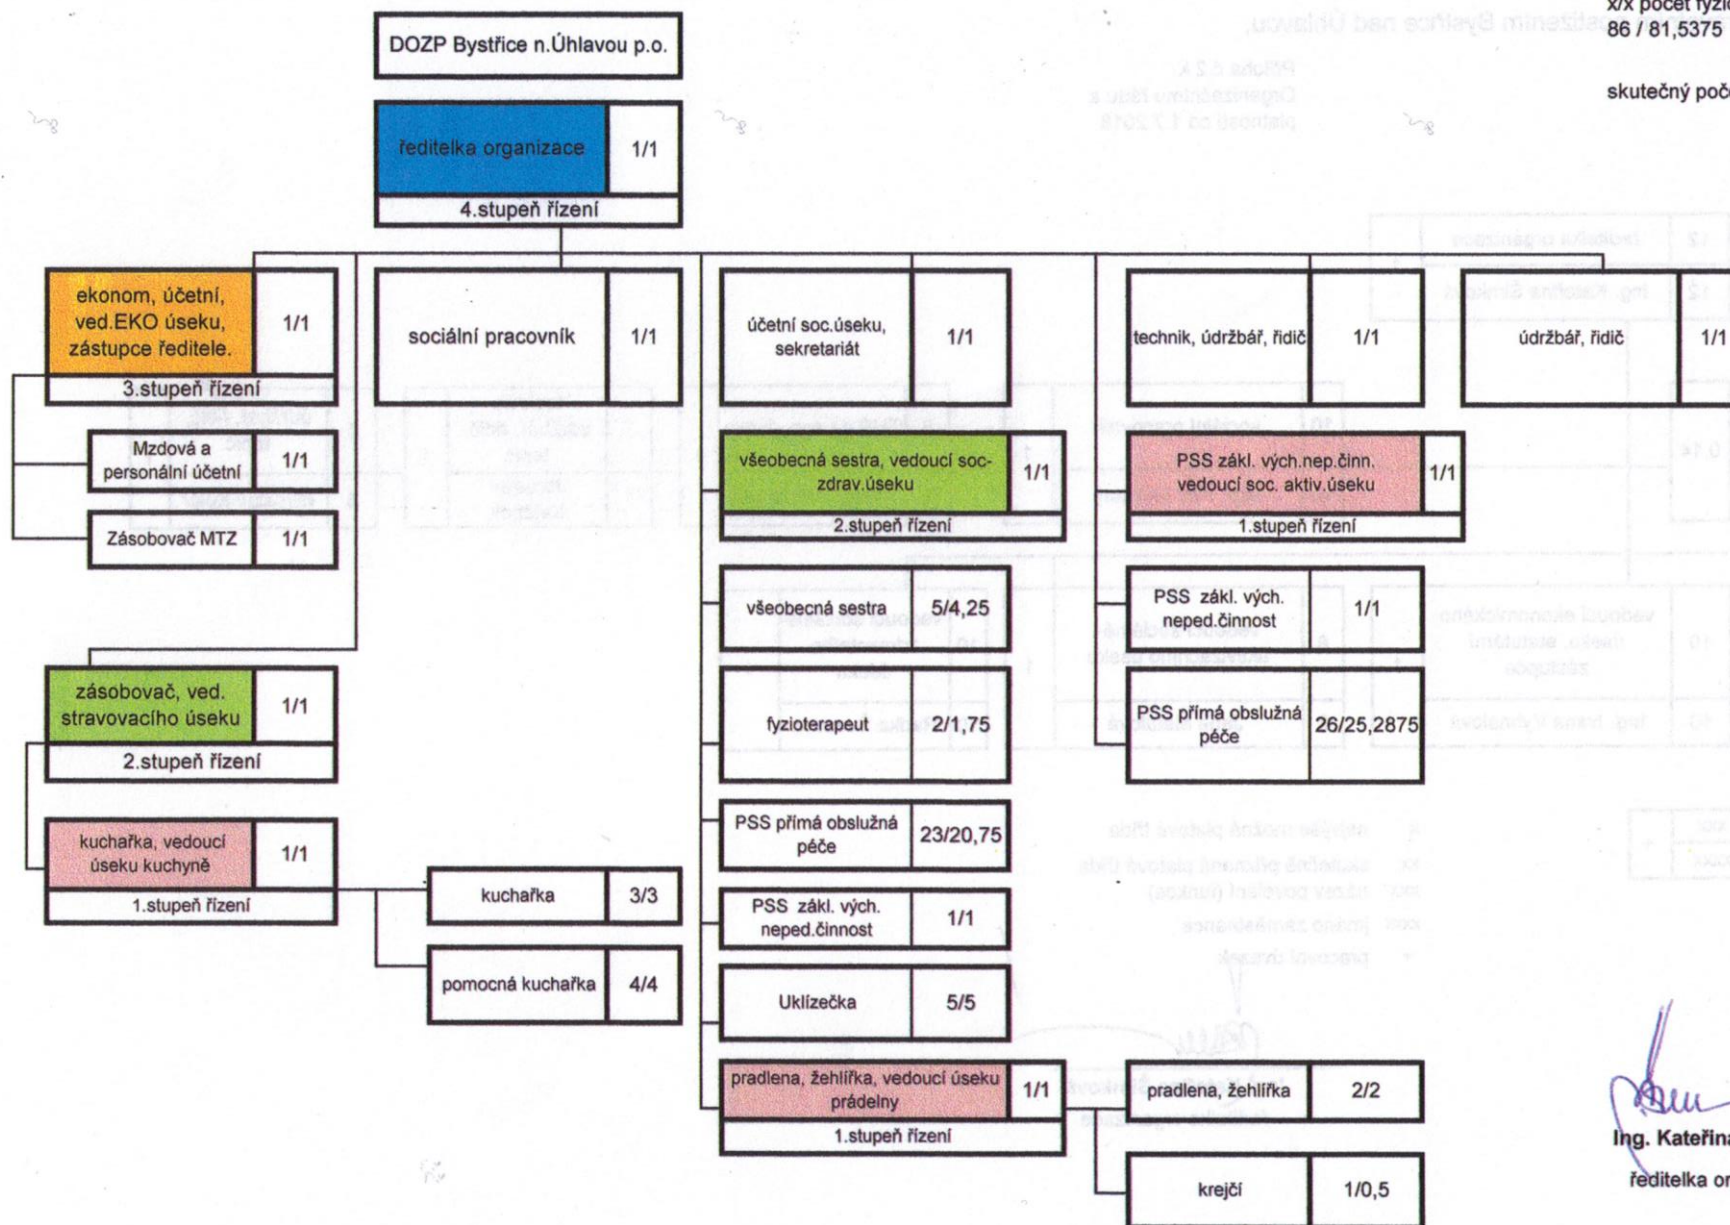 x/x počet fyzic
86 / 81,5375
skutečný poče
DOZP Bystřice n.Úhlavou p.o.
ředitelka organizace 1/1
4.stupeň řízení
ekonom, účetní,
ved.EKO úseku,
zástupce ředitele.
1/1
3.stupeň řízení
sociální pracovník 1/1
účetní soc.úseku,
sekretariát
1/1
technik, údržbář, řidič 1/1
údržbář, řidič 1/1
Mzdová a
personální účetní
1/1
Zásobovač MTZ 1/1
všeobecná sestra, vedoucí soc-
zdrav.úseku
1/1
2.stupeň řízení
PSS zákl. vých.nep.činn.
vedoucí soc. aktiv.úseku
1/1
1.stupeň řízení
všeobecná sestra 5/4,25
PSS zákl. vých.
neped.činnost
1/1
zásobovač, ved.
stravovacího úseku
1/1
2.stupeň řízení
fyzioterapeut 2/1,75
PSS přímá obslužná
péče
26/25,2875
kuchařka, vedoucí
úseku kuchyně
1/1
1.stupeň řízení
PSS přímá obslužná
péče
23/20,75
kuchařka 3/3
PSS zákl. vých.
neped.činnost
1/1
pomocná kuchařka 4/4
Uklízečka 5/5
pradlena, žehlířka, vedoucí úseku
prádelny
1/1
1.stupeň řízení
pradlena, žehlířka 2/2
krejčí 1/0,5
Ing. Kateřina
ředitelka or